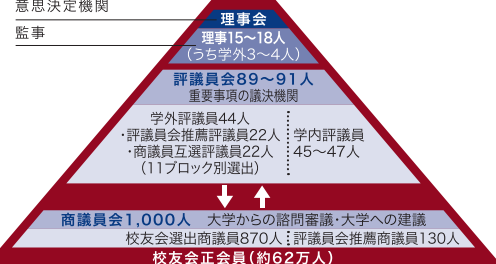 意思決定機関
理事会
監事
理事15～18人
（うち学外3～4人）
評議員会89～91人
重要事項の議決機関
学外評議員44人
・評議員会推薦評議員22人
・商議員互選評議員22人
（11ブロック別選出）
学内評議員
45～47人
商議員会1,000人 大学からの諮問審議・大学への建議
校友会選出商議員870人 評議員会推薦商議員130人
校友会正会員（約62万人）